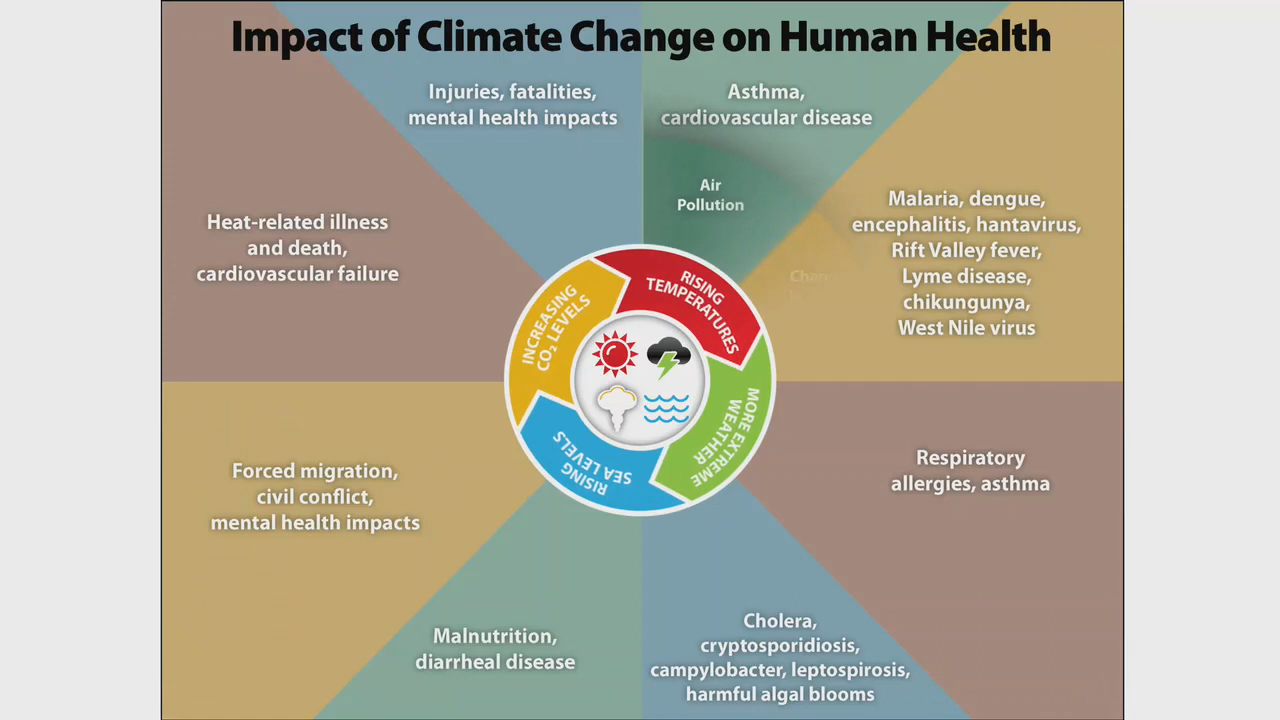 Impact of Climate Change on Human Health
Injuries, fatalities,
mental health impacts
Asthma,
cardiovascular disease
Air
Pollution
Malaria, dengue,
encephalitis, hantavirus,
Rift Valley fever,
Lyme disease,
chikungunya,
West Nile virus
Heat-related illness
and death,
cardiovascular failure
RISING
TEMPERATURES
INCREASING
CO₂ LEVELS
MORE EXTREME
WEATHER
RISING
SEA LEVELS
Respiratory
allergies, asthma
Forced migration,
civil conflict,
mental health impacts
Malnutrition,
diarrheal disease
Cholera,
cryptosporidiosis,
campylobacter, leptospirosis,
harmful algal blooms